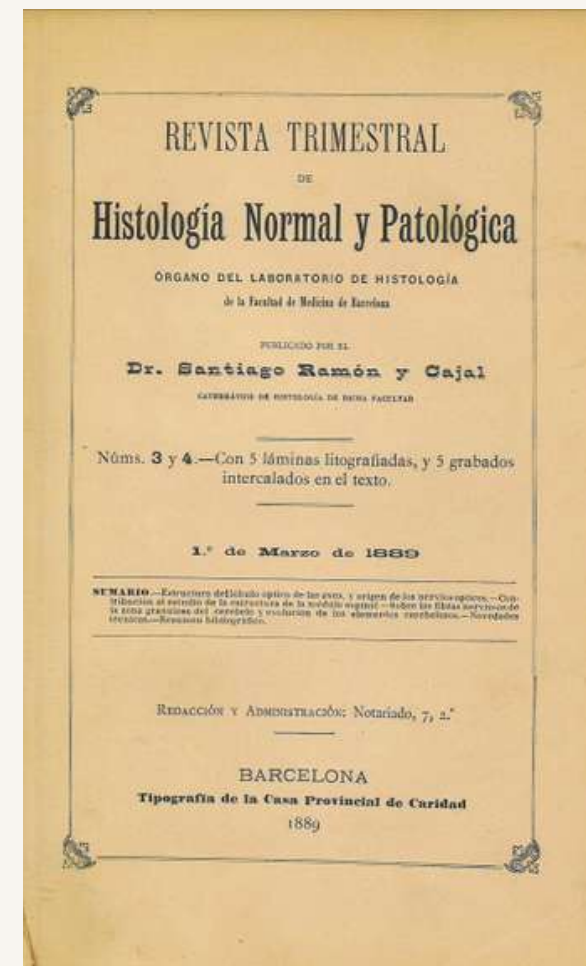 REVISTA TRIMESTRAL
DE
Histología Normal y Patológica
ÓRGANO DEL LABORATORIO DE HISTOLOGÍA
de la Facultad de Medicina de Barcelona
PUBLICADO POR EL
Dr. Santiago Ramón y Cajal
CATEDRÁTICO DE HISTOLOGÍA DE DICHA FACULTAD
Núms. 3 y 4.—Con 5 láminas litografiadas, y 5 grabados
intercalados en el texto.
1.º de Marzo de 1889
SUMARIO.—Estructura del lóbulo óptico de las aves, y origen de los nervios ópticos.—Con-
tribución al estudio de la estructura de la médula espinal.—Sobre las fibras nerviosas de
la zona granulosa del cerebelo y evolución de los elementos cerebelosos.—Novedades
técnicas.—Resumen bibliográfico.
REDACCIÓN Y ADMINISTRACIÓN: Notariado, 7, 2.º
BARCELONA
Tipografía de la Casa Provincial de Caridad
1889